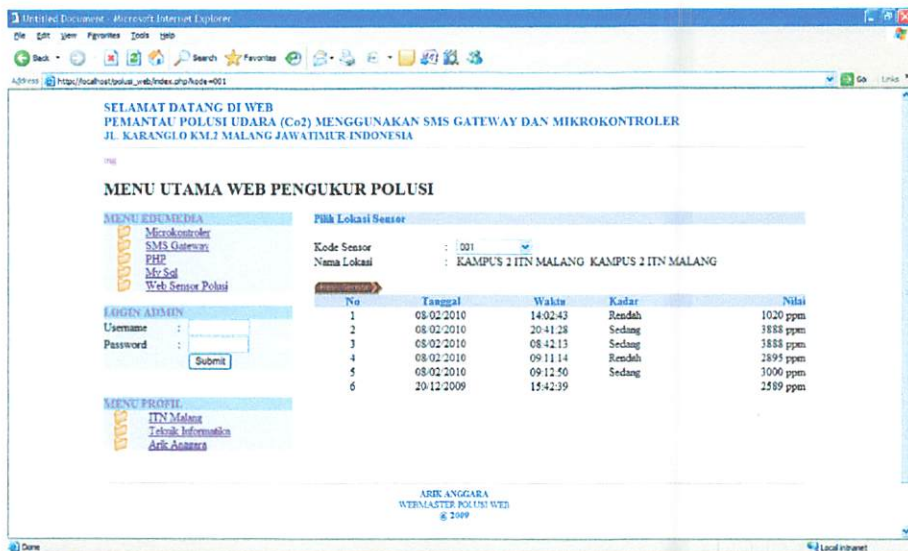 Untitled Document - Microsoft Internet Explorer
File Edit View Favorites Tools Help
Back Search Favorites
Address http://localhost/polusi_web/index.php?kode=001 Go Links
SELAMAT DATANG DI WEB
PEMANTAU POLUSI UDARA (Co2) MENGGUNAKAN SMS GATEWAY DAN MIKROKONTROLER
JL. KARANGLO KM.2 MALANG JAWATIMUR-INDONESIA
MENU UTAMA WEB PENGUKUR POLUSI
MENU EDUMEDIA
Microkontroler
SMS Gateway
PHP
My Sql
Web Sensor Polusi
LOGIN ADMIN
Username :
Password :
Submit
MENU PROFIL
ITN Malang
Teknik Informatika
Arik Anggara
Pilih Lokasi Sensor
Kode Sensor : 001
Nama Lokasi : KAMPUS 2 ITN MALANG KAMPUS 2 ITN MALANG
No Tanggal Waktu Kadar Nilai
1 08/02/2010 14:02:43 Rendah 1020 ppm
2 08/02/2010 20:41:28 Sedang 3888 ppm
3 08/02/2010 08:42:13 Sedang 3888 ppm
4 08/02/2010 09:11:14 Rendah 2895 ppm
5 08/02/2010 09:12:50 Sedang 3000 ppm
6 20/12/2009 15:42:39 2589 ppm
ARIK ANGGARA
WEBMASTER POLUSI WEB
@ 2009
Done Local intranet